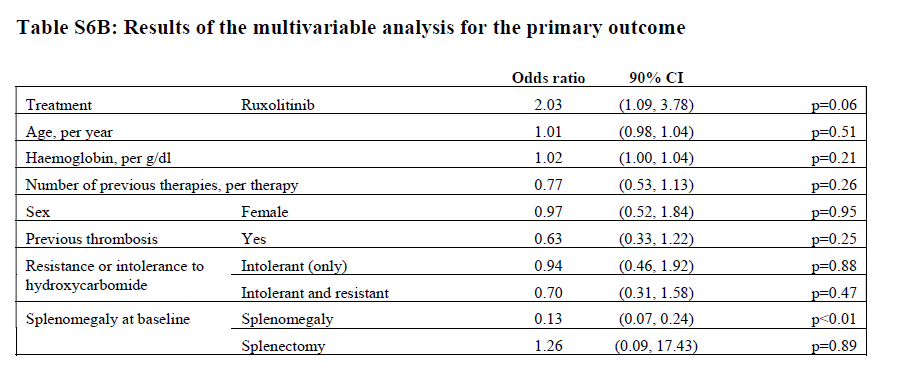 Table S6B: Results of the multivariable analysis for the primary outcome
Odds ratio 90% CI
Treatment Ruxolitinib 2.03 (1.09, 3.78) p=0.06
Age, per year 1.01 (0.98, 1.04) p=0.51
Haemoglobin, per g/dl 1.02 (1.00, 1.04) p=0.21
Number of previous therapies, per therapy 0.77 (0.53, 1.13) p=0.26
Sex Female 0.97 (0.52, 1.84) p=0.95
Previous thrombosis Yes 0.63 (0.33, 1.22) p=0.25
Resistance or intolerance to Intolerant (only) 0.94 (0.46, 1.92) p=0.88
hydroxycarbomide Intolerant and resistant 0.70 (0.31, 1.58) p=0.47
Splenomegaly at baseline Splenomegaly 0.13 (0.07, 0.24) p<0.01
Splenectomy 1.26 (0.09, 17.43) p=0.89